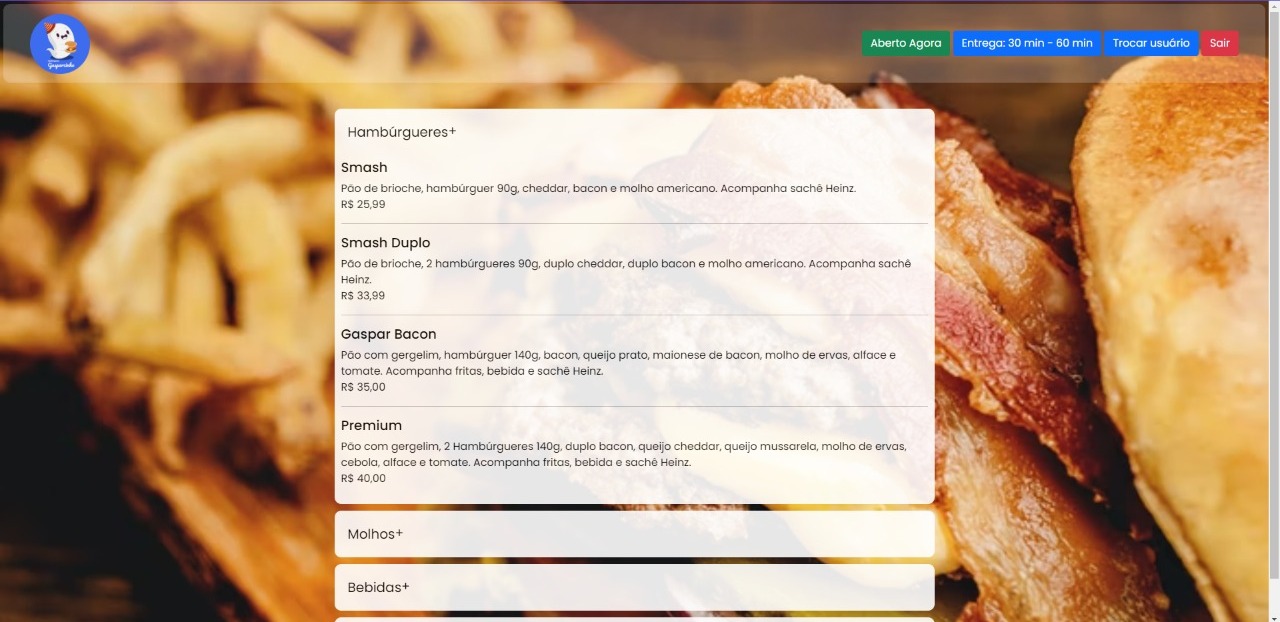 Aberto Agora
Entrega: 30 min - 60 min
Trocar usuário
Sair
Hambúrgueres+
Smash
Pão de brioche, hambúrguer 90g, cheddar, bacon e molho americano. Acompanha sachê Heinz.
R$ 25,99
Smash Duplo
Pão de brioche, 2 hambúrgueres 90g, duplo cheddar, duplo bacon e molho americano. Acompanha sachê
Heinz.
R$ 33,99
Gaspar Bacon
Pão com gergelim, hambúrguer 140g, bacon, queijo prato, maionese de bacon, molho de ervas, alface e
tomate. Acompanha fritas, bebida e sachê Heinz.
R$ 35,00
Premium
Pão com gergelim, 2 Hambúrgueres 140g, duplo bacon, queijo cheddar, queijo mussarela, molho de ervas,
cebola, alface e tomate. Acompanha fritas, bebida e sachê Heinz.
R$ 40,00
Molhos+
Bebidas+